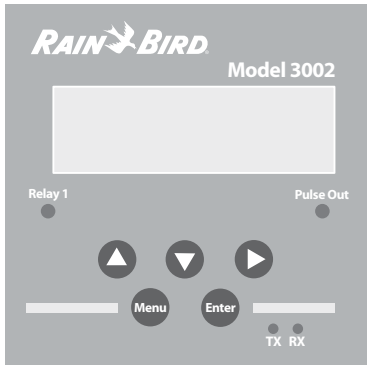 RAIN BIRD
Model 3002
Relay 1 Pulse Out
Menu Enter
TX RX